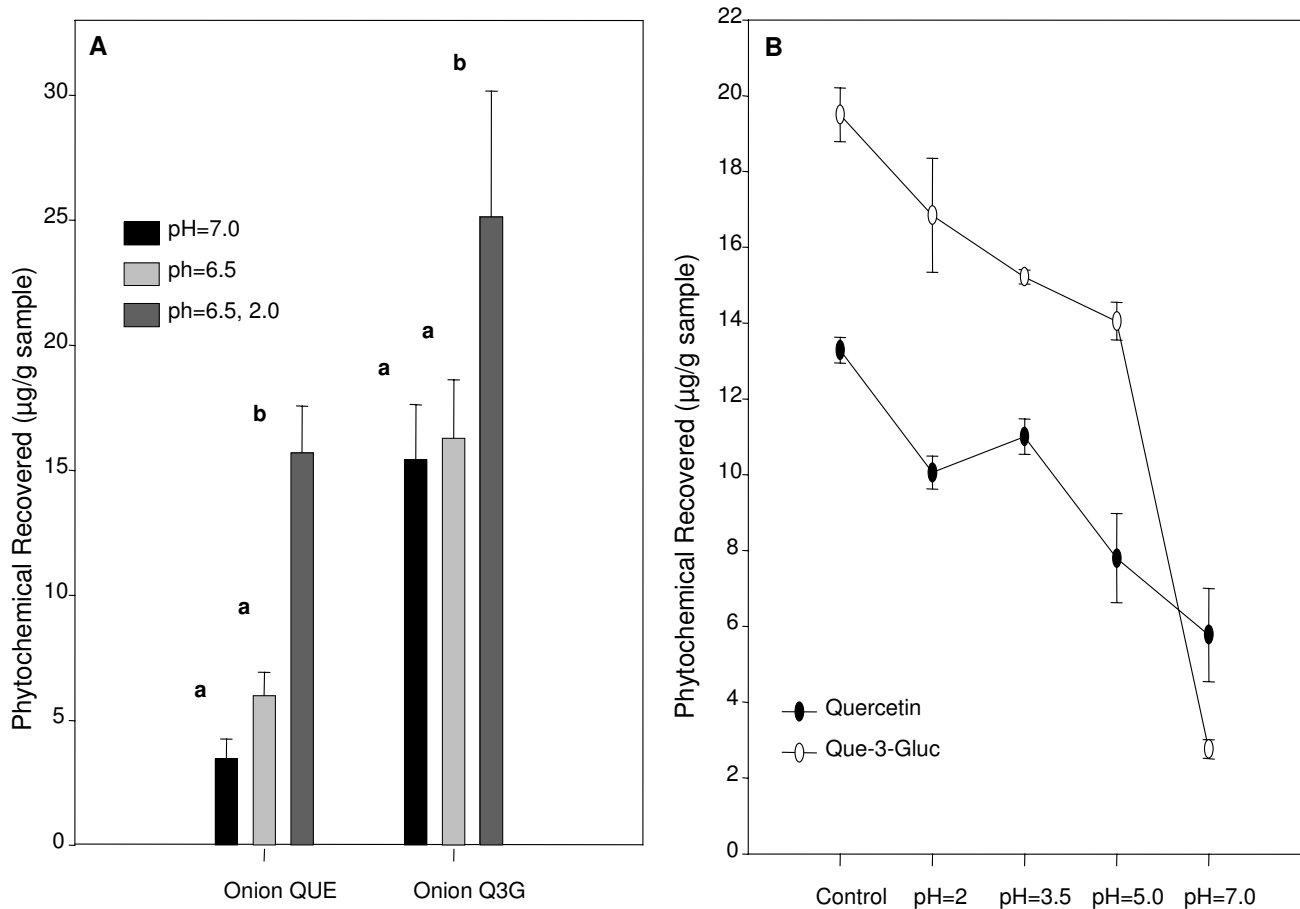 A
b
30
25
pH=7.0
ph=6.5
ph=6.5, 2.0
20
a
a
b
15
10
a
a
5
0
Phytochemical Recovered (µg/g sample)
Onion QUE
Onion Q3G
B
22
20
18
16
14
12
10
8
6
4
2
0
Phytochemical Recovered (µg/g sample)
Quercetin
Que-3-Gluc
Control
pH=2
pH=3.5
pH=5.0
pH=7.0